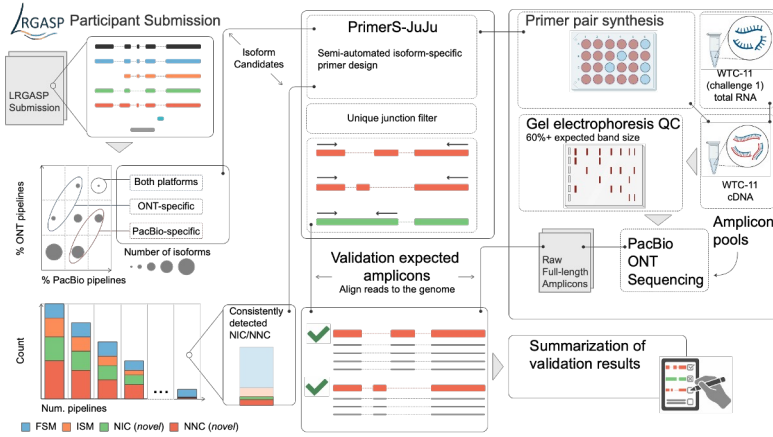 LRGASP Participant Submission
LRGASP
Submission
Isoform
Candidates
% ONT pipelines
Both platforms
ONT-specific
PacBio-specific
Number of isoforms
% PacBio pipelines
Count
Num. pipelines
Consistently
detected
NIC/NNC
FSM
ISM
NIC (novel)
NNC (novel)
PrimerS-JuJu
Semi-automated isoform-specific
primer design
Unique junction filter
Validation expected
amplicons
Align reads to the genome
Primer pair synthesis
WTC-11
(challenge 1)
total RNA
Gel electrophoresis QC
60%+ expected band size
WTC-11
cDNA
Amplicon
pools
Raw
Full-length
Amplicons
PacBio
ONT
Sequencing
Summarization of
validation results